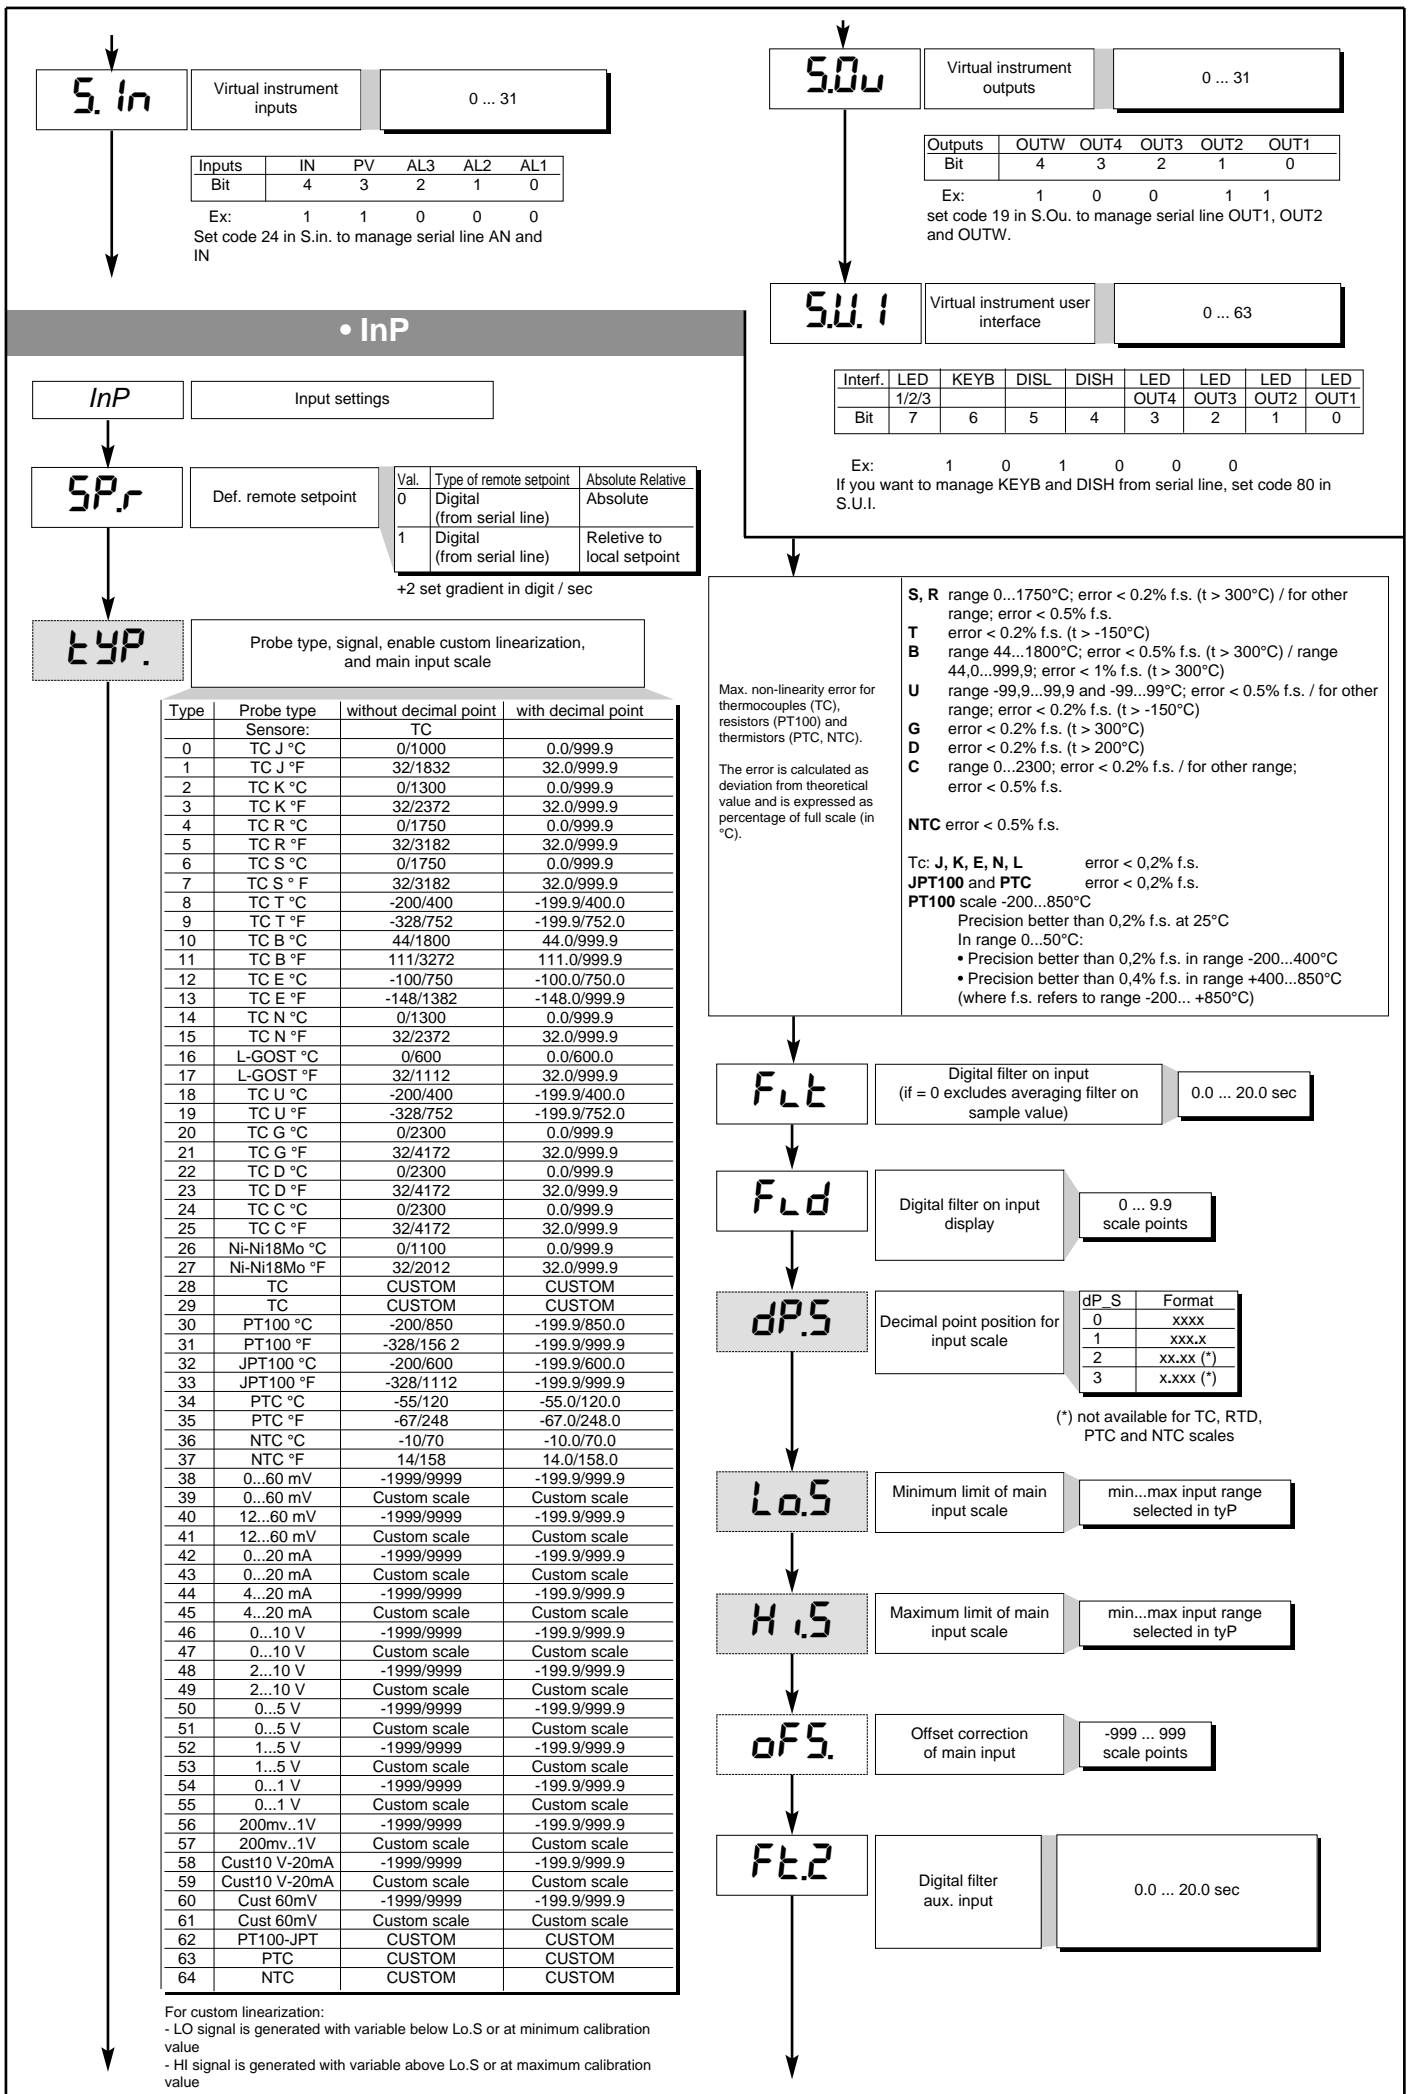 S. In
Virtual instrument
inputs
0 ... 31
Inputs IN PV AL3 AL2 AL1
Bit 4 3 2 1 0
Ex: 1 1 0 0 0
Set code 24 in S.in. to manage serial line AN and
IN
S.Ou
Virtual instrument
outputs
0 ... 31
Outputs OUTW OUT4 OUT3 OUT2 OUT1
Bit 4 3 2 1 0
Ex: 1 0 0 1 1
set code 19 in S.Ou. to manage serial line OUT1, OUT2
and OUTW.
S.U. I
Virtual instrument user
interface
0 ... 63
Interf. LED KEYB DISL DISH LED LED LED LED
1/2/3 OUT4 OUT3 OUT2 OUT1
Bit 7 6 5 4 3 2 1 0
Ex: 1 0 1 0 0 0
If you want to manage KEYB and DISH from serial line, set code 80 in
S.U.I.
• InP
InP
Input settings
SP.r
Def. remote setpoint
Val. Type of remote setpoint Absolute Relative
0 Digital Absolute
(from serial line)
1 Digital Reletive to
(from serial line) local setpoint
+2 set gradient in digit / sec
tYP.
Probe type, signal, enable custom linearization,
and main input scale
Type Probe type without decimal point with decimal point
Sensore: TC
0 TC J °C 0/1000 0.0/999.9
1 TC J °F 32/1832 32.0/999.9
2 TC K °C 0/1300 0.0/999.9
3 TC K °F 32/2372 32.0/999.9
4 TC R °C 0/1750 0.0/999.9
5 TC R °F 32/3182 32.0/999.9
6 TC S °C 0/1750 0.0/999.9
7 TC S ° F 32/3182 32.0/999.9
8 TC T °C -200/400 -199.9/400.0
9 TC T °F -328/752 -199.9/752.0
10 TC B °C 44/1800 44.0/999.9
11 TC B °F 111/3272 111.0/999.9
12 TC E °C -100/750 -100.0/750.0
13 TC E °F -148/1382 -148.0/999.9
14 TC N °C 0/1300 0.0/999.9
15 TC N °F 32/2372 32.0/999.9
16 L-GOST °C 0/600 0.0/600.0
17 L-GOST °F 32/1112 32.0/999.9
18 TC U °C -200/400 -199.9/400.0
19 TC U °F -328/752 -199.9/752.0
20 TC G °C 0/2300 0.0/999.9
21 TC G °F 32/4172 32.0/999.9
22 TC D °C 0/2300 0.0/999.9
23 TC D °F 32/4172 32.0/999.9
24 TC C °C 0/2300 0.0/999.9
25 TC C °F 32/4172 32.0/999.9
26 Ni-Ni18Mo °C 0/1100 0.0/999.9
27 Ni-Ni18Mo °F 32/2012 32.0/999.9
28 TC CUSTOM CUSTOM
29 TC CUSTOM CUSTOM
30 PT100 °C -200/850 -199.9/850.0
31 PT100 °F -328/156 2 -199.9/999.9
32 JPT100 °C -200/600 -199.9/600.0
33 JPT100 °F -328/1112 -199.9/999.9
34 PTC °C -55/120 -55.0/120.0
35 PTC °F -67/248 -67.0/248.0
36 NTC °C -10/70 -10.0/70.0
37 NTC °F 14/158 14.0/158.0
38 0...60 mV -1999/9999 -199.9/999.9
39 0...60 mV Custom scale Custom scale
40 12...60 mV -1999/9999 -199.9/999.9
41 12...60 mV Custom scale Custom scale
42 0...20 mA -1999/9999 -199.9/999.9
43 0...20 mA Custom scale Custom scale
44 4...20 mA -1999/9999 -199.9/999.9
45 4...20 mA Custom scale Custom scale
46 0...10 V -1999/9999 -199.9/999.9
47 0...10 V Custom scale Custom scale
48 2...10 V -1999/9999 -199.9/999.9
49 2...10 V Custom scale Custom scale
50 0...5 V -1999/9999 -199.9/999.9
51 0...5 V Custom scale Custom scale
52 1...5 V -1999/9999 -199.9/999.9
53 1...5 V Custom scale Custom scale
54 0...1 V -1999/9999 -199.9/999.9
55 0...1 V Custom scale Custom scale
56 200mv..1V -1999/9999 -199.9/999.9
57 200mv..1V Custom scale Custom scale
58 Cust10 V-20mA -1999/9999 -199.9/999.9
59 Cust10 V-20mA Custom scale Custom scale
60 Cust 60mV -1999/9999 -199.9/999.9
61 Cust 60mV Custom scale Custom scale
62 PT100-JPT CUSTOM CUSTOM
63 PTC CUSTOM CUSTOM
64 NTC CUSTOM CUSTOM
For custom linearization:
- LO signal is generated with variable below Lo.S or at minimum calibration
value
- HI signal is generated with variable above Lo.S or at maximum calibration
value
Max. non-linearity error for
thermocouples (TC),
resistors (PT100) and
thermistors (PTC, NTC).
The error is calculated as
deviation from theoretical
value and is expressed as
percentage of full scale (in
°C).
S, R range 0...1750°C; error < 0.2% f.s. (t > 300°C) / for other
range; error < 0.5% f.s.
T error < 0.2% f.s. (t > -150°C)
B range 44...1800°C; error < 0.5% f.s. (t > 300°C) / range
44,0...999,9; error < 1% f.s. (t > 300°C)
U range -99,9...99,9 and -99...99°C; error < 0.5% f.s. / for other
range; error < 0.2% f.s. (t > -150°C)
G error < 0.2% f.s. (t > 300°C)
D error < 0.2% f.s. (t > 200°C)
C range 0...2300; error < 0.2% f.s. / for other range;
error < 0.5% f.s.
NTC error < 0.5% f.s.
Tc: J, K, E, N, L error < 0,2% f.s.
JPT100 and PTC error < 0,2% f.s.
PT100 scale -200...850°C
Precision better than 0,2% f.s. at 25°C
In range 0...50°C:
• Precision better than 0,2% f.s. in range -200...400°C
• Precision better than 0,4% f.s. in range +400...850°C
(where f.s. refers to range -200... +850°C)
FLt
Digital filter on input
(if = 0 excludes averaging filter on
sample value)
0.0 ... 20.0 sec
FLd
Digital filter on input
display
0 ... 9.9
scale points
dP.S
Decimal point position for
input scale
dP_S Format
0 xxxx
1 xxx.x
2 xx.xx (*)
3 x.xxx (*)
(*) not available for TC, RTD,
PTC and NTC scales
Lo.S
Minimum limit of main
input scale
min...max input range
selected in tyP
Hi.S
Maximum limit of main
input scale
min...max input range
selected in tyP
oFS.
Offset correction
of main input
-999 ... 999
scale points
Ft.2
Digital filter
aux. input
0.0 ... 20.0 sec